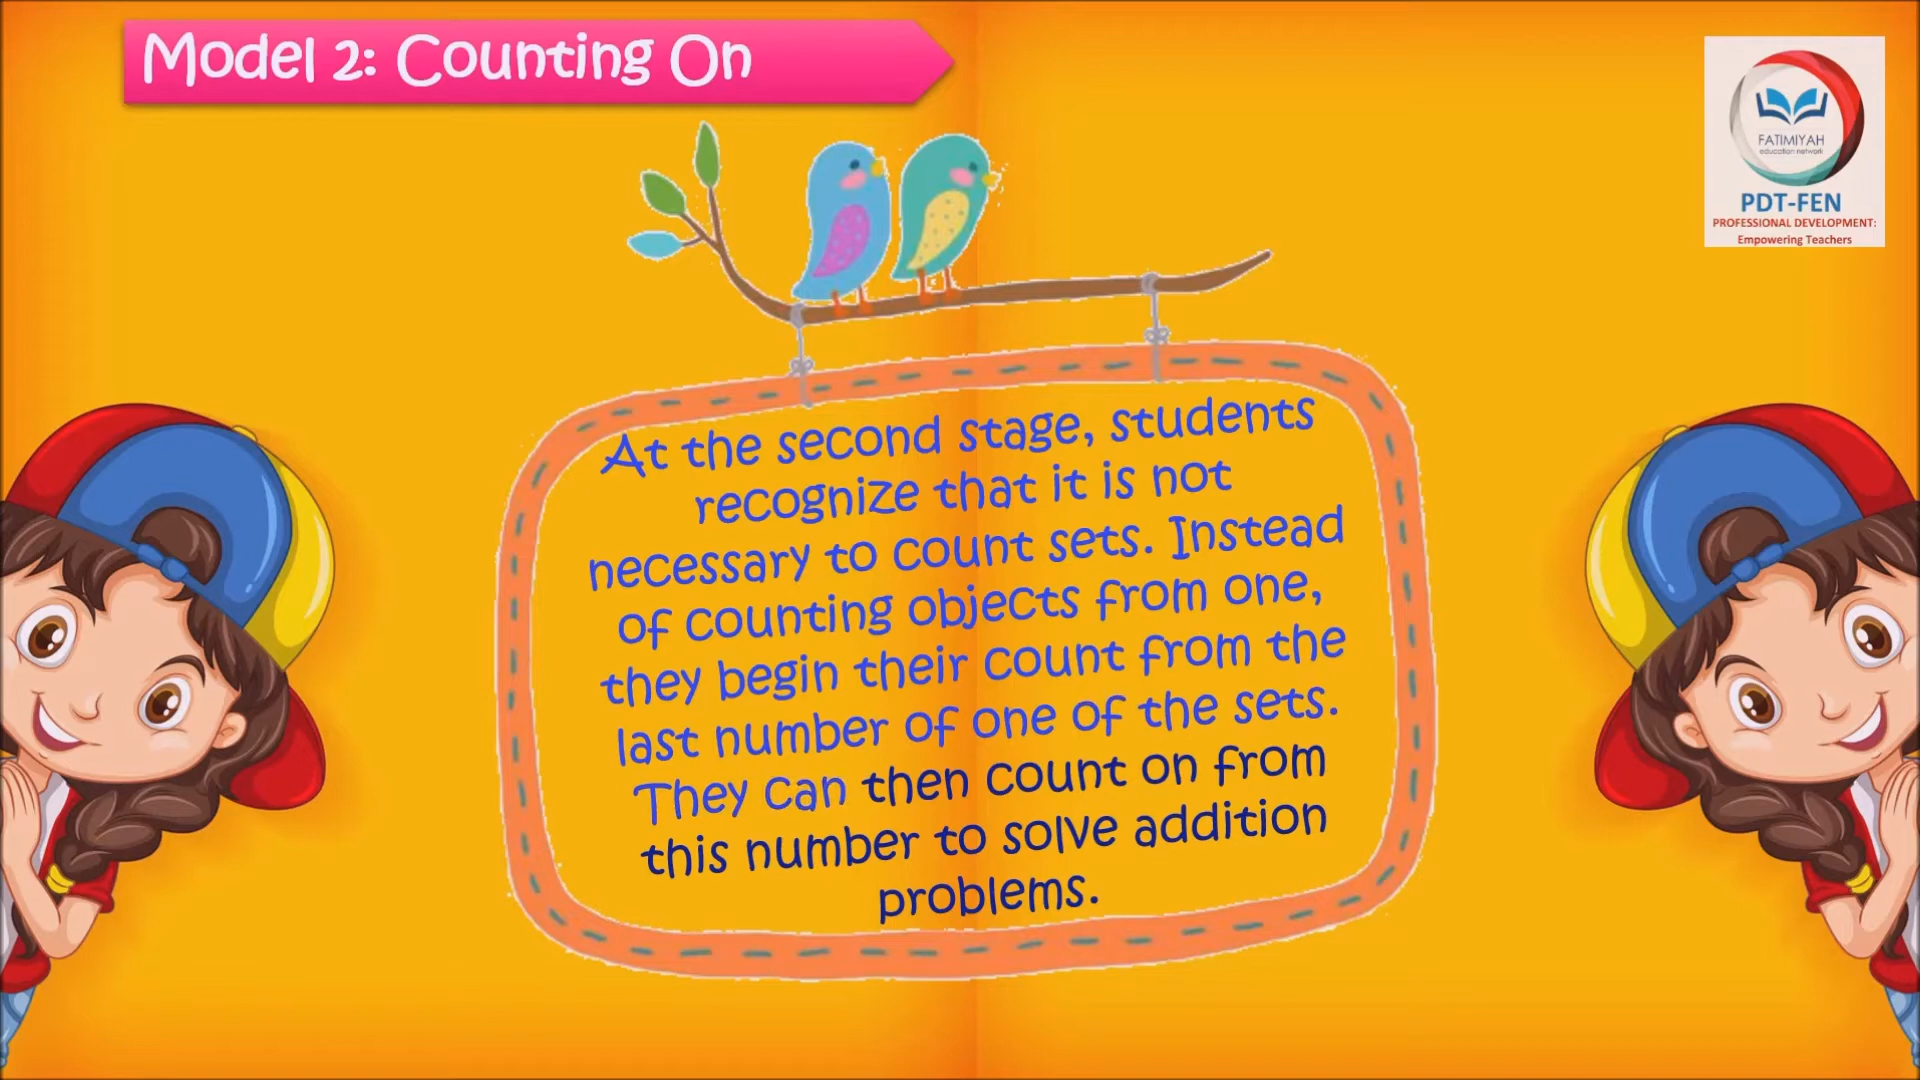 Model 2: Counting On
FATIMIYAH
education network
PDT-FEN
PROFESSIONAL DEVELOPMENT:
Empowering Teachers
At the second stage, students
recognize that it is not
necessary to count sets. Instead
of counting objects from one,
they begin their count from the
last number of one of the sets.
They can then count on from
this number to solve addition
problems.